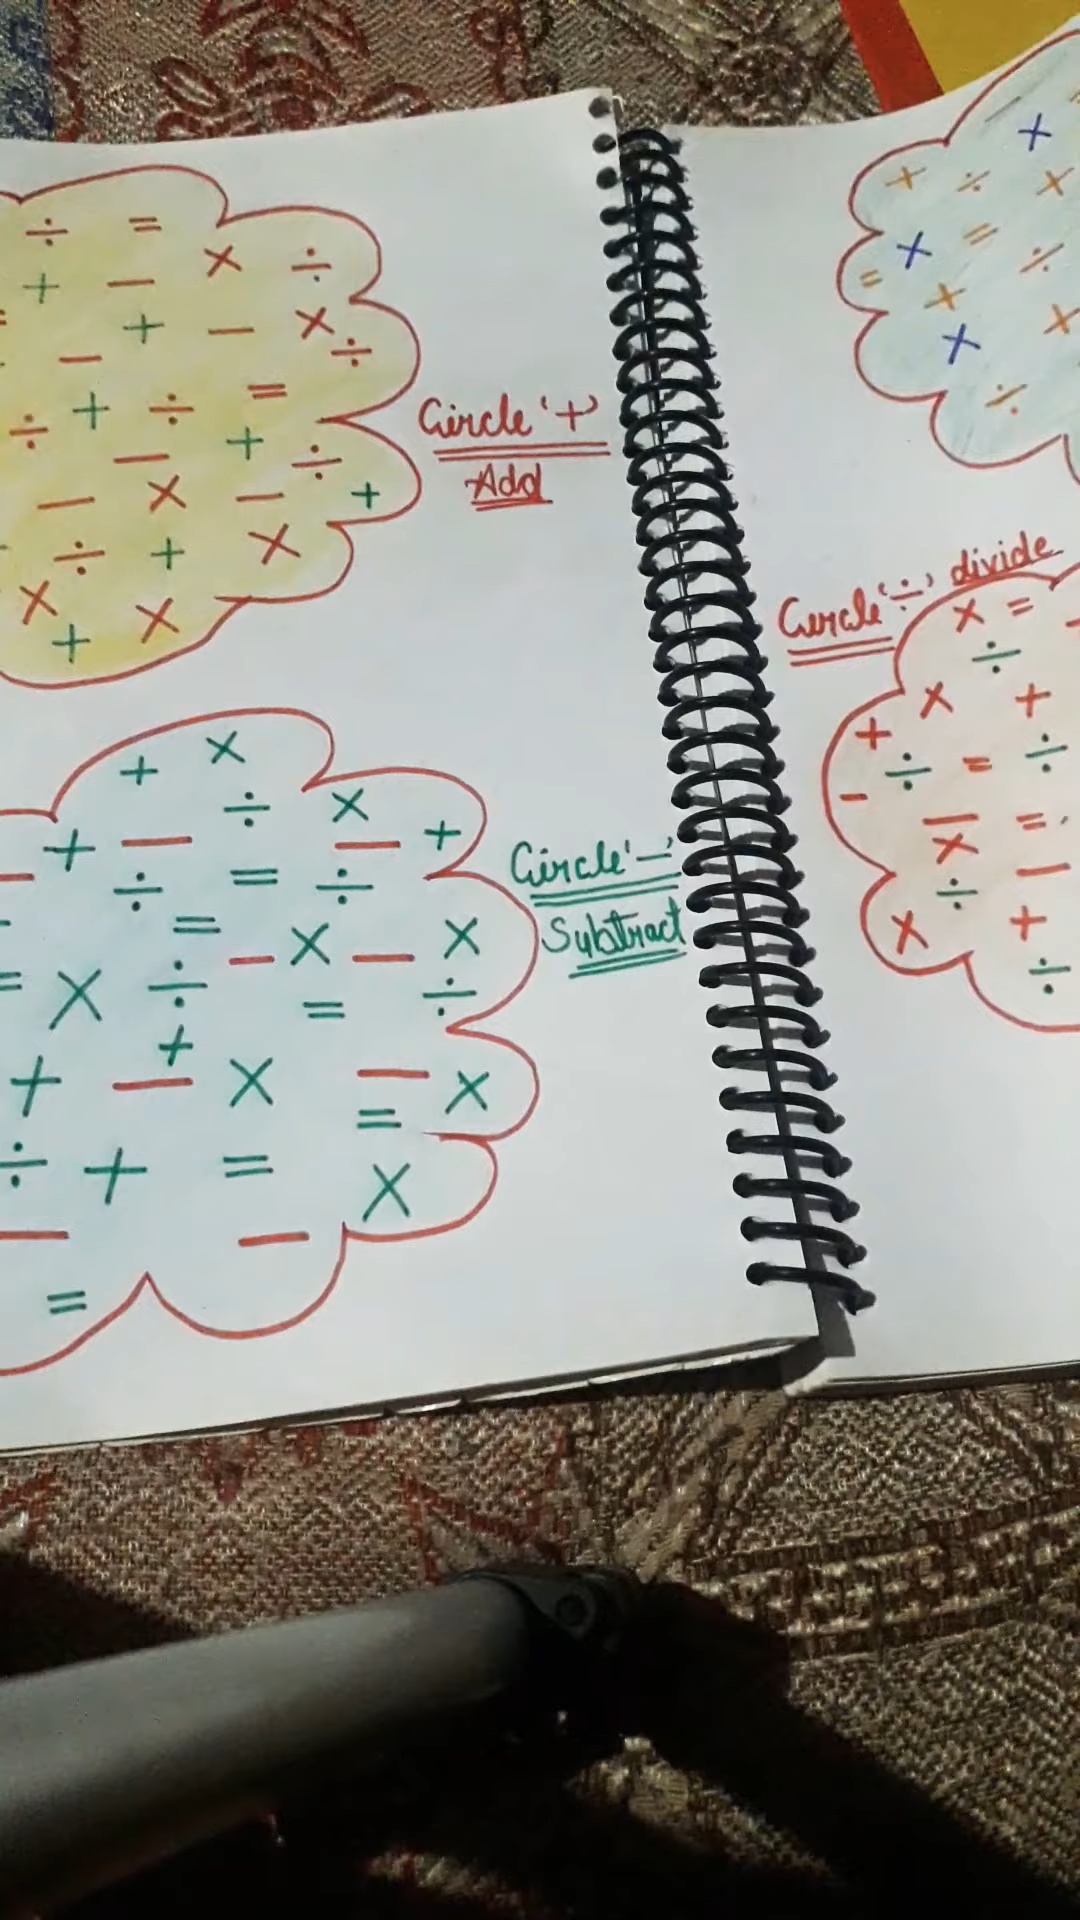 ÷ =
× ÷
+ −
+ − ×
− ÷
=
+ ÷
÷ +
− ÷
− × − +
÷ + ×
×
+ ×
Circle '+'
Add
+ ×
÷ ×
+ − − +
− ÷ = ÷
= ×
− × −
= × ÷ ÷
=
+
+ − × − ×
=
÷ + = ×
− −
=
Circle '−'
Subtract
+
× ÷ ×
+ =
= ÷
× ×
+
÷
Circle '÷' divide
× =
÷
× +
+
÷ = ÷
−
− =
× −
÷
× +
÷